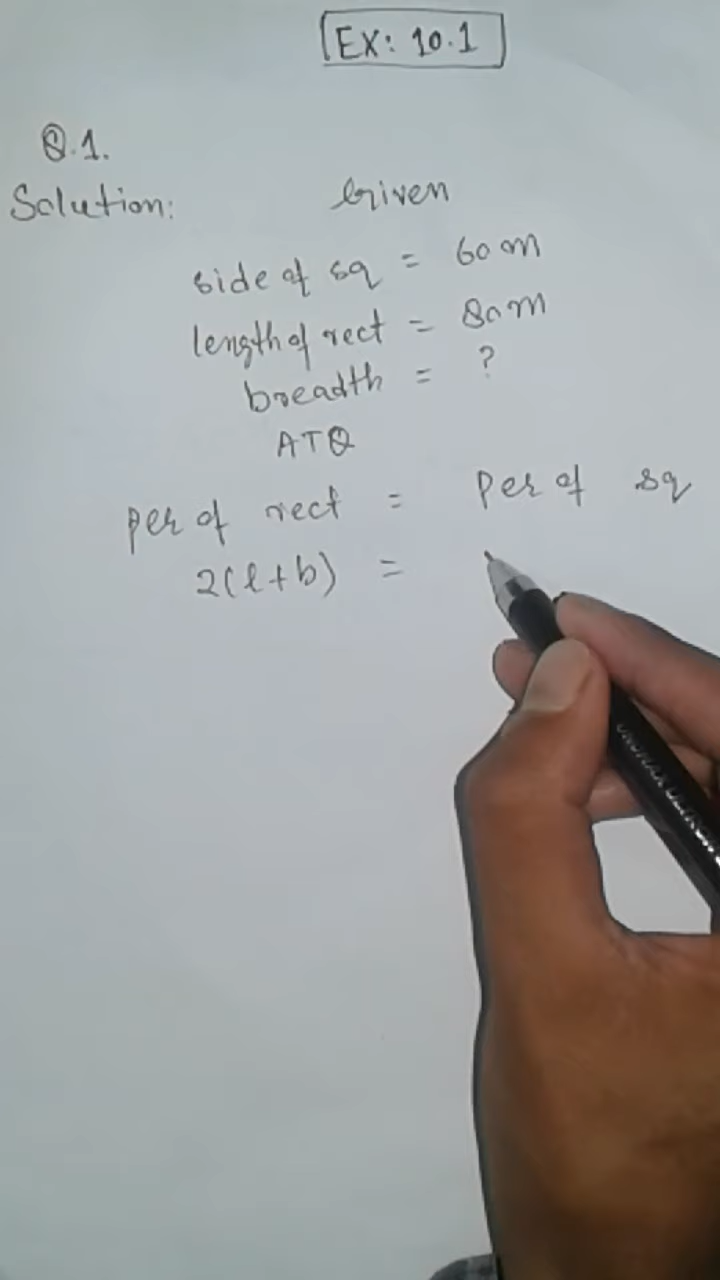 Ex: 10.1
Q.1.
Solution: Given
side of sq = 60 m
length of rect = 80 m
breadth = ?
ATQ
Per of rect = Per of sq
2(l+b) =